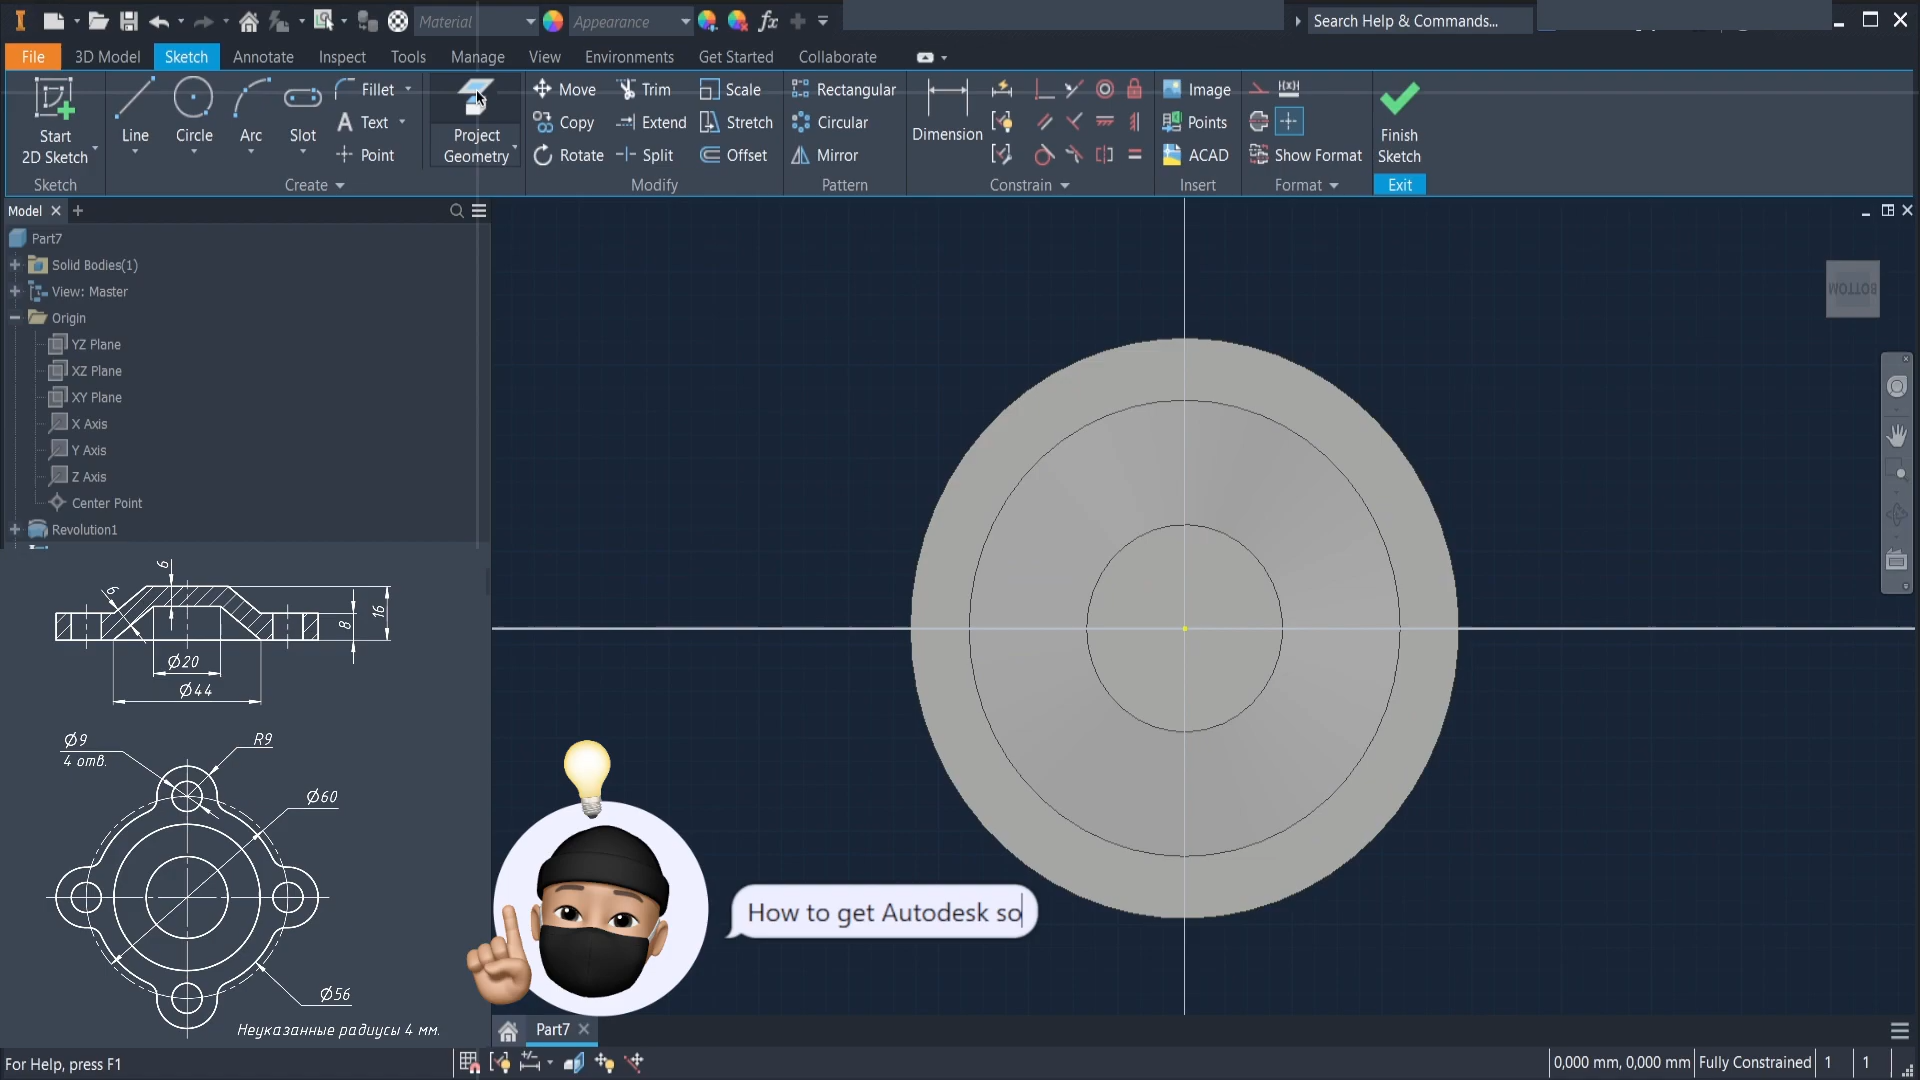 Material
Appearance
fx
Search Help & Commands...
File
3D Model
Sketch
Annotate
Inspect
Tools
Manage
View
Environments
Get Started
Collaborate
Start
2D Sketch
Line
Circle
Arc
Slot
Fillet
Text
Point
Project
Geometry
Move
Copy
Rotate
Trim
Extend
Split
Scale
Stretch
Offset
Rectangular
Circular
Mirror
Dimension
Image
Points
ACAD
Show Format
Finish
Sketch
Sketch
Create
Modify
Pattern
Constrain
Insert
Format
Exit
Model
Part7
Solid Bodies(1)
View: Master
Origin
YZ Plane
XZ Plane
XY Plane
X Axis
Y Axis
Z Axis
Center Point
Revolution1
BOTTOM
6
6
16
8
Ø20
Ø44
Ø9
4 отв.
R9
Ø60
Ø56
Неуказанные радиусы 4 мм.
How to get Autodesk so
Part7
For Help, press F1
0,000 mm, 0,000 mm
Fully Constrained
1
1